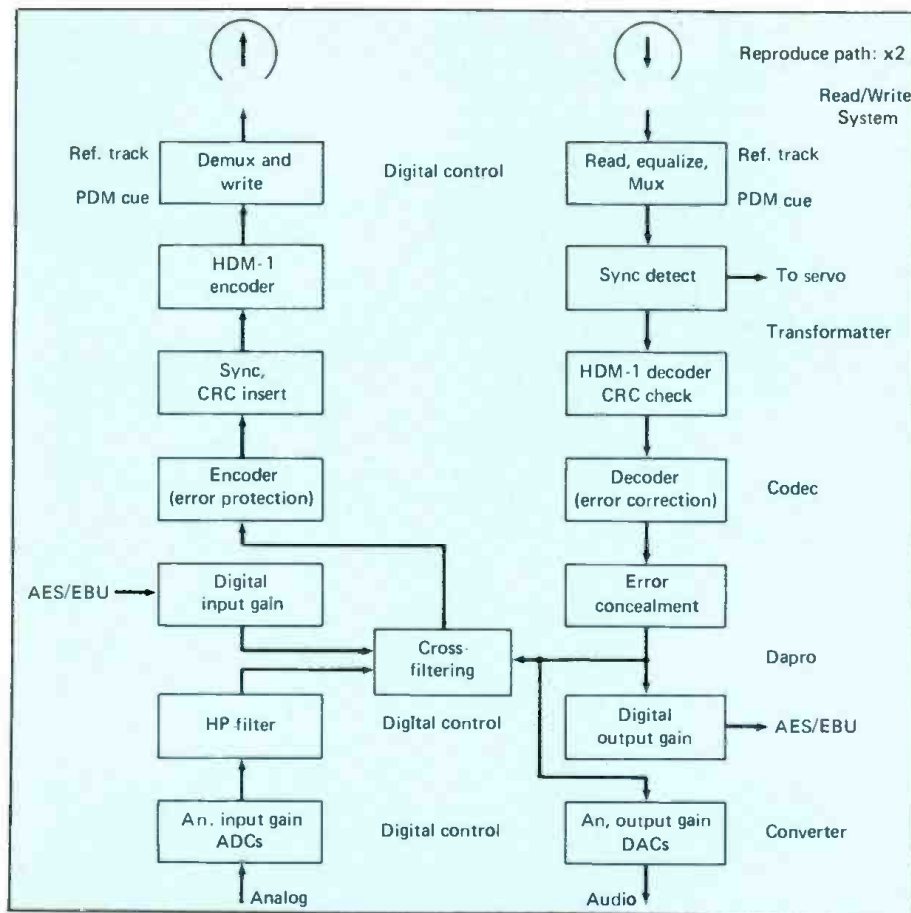 Reproduce path: x2
Read/Write
System
Ref. track
PDM cue
Demux and
write
Digital control
Read, equalize,
Mux
Ref. track
PDM cue
HDM-1
encoder
Sync detect
To servo
Transformatter
Sync,
CRC insert
HDM-1 decoder
CRC check
Encoder
(error protection)
Decoder
(error correction)
Codec
AES/EBU
Digital
input gain
Error
concealment
Cross-
filtering
Dapro
HP filter
Digital control
Digital
output gain
AES/EBU
An. input gain
ADCs
Digital control
An, output gain
DACs
Converter
Analog
Audio